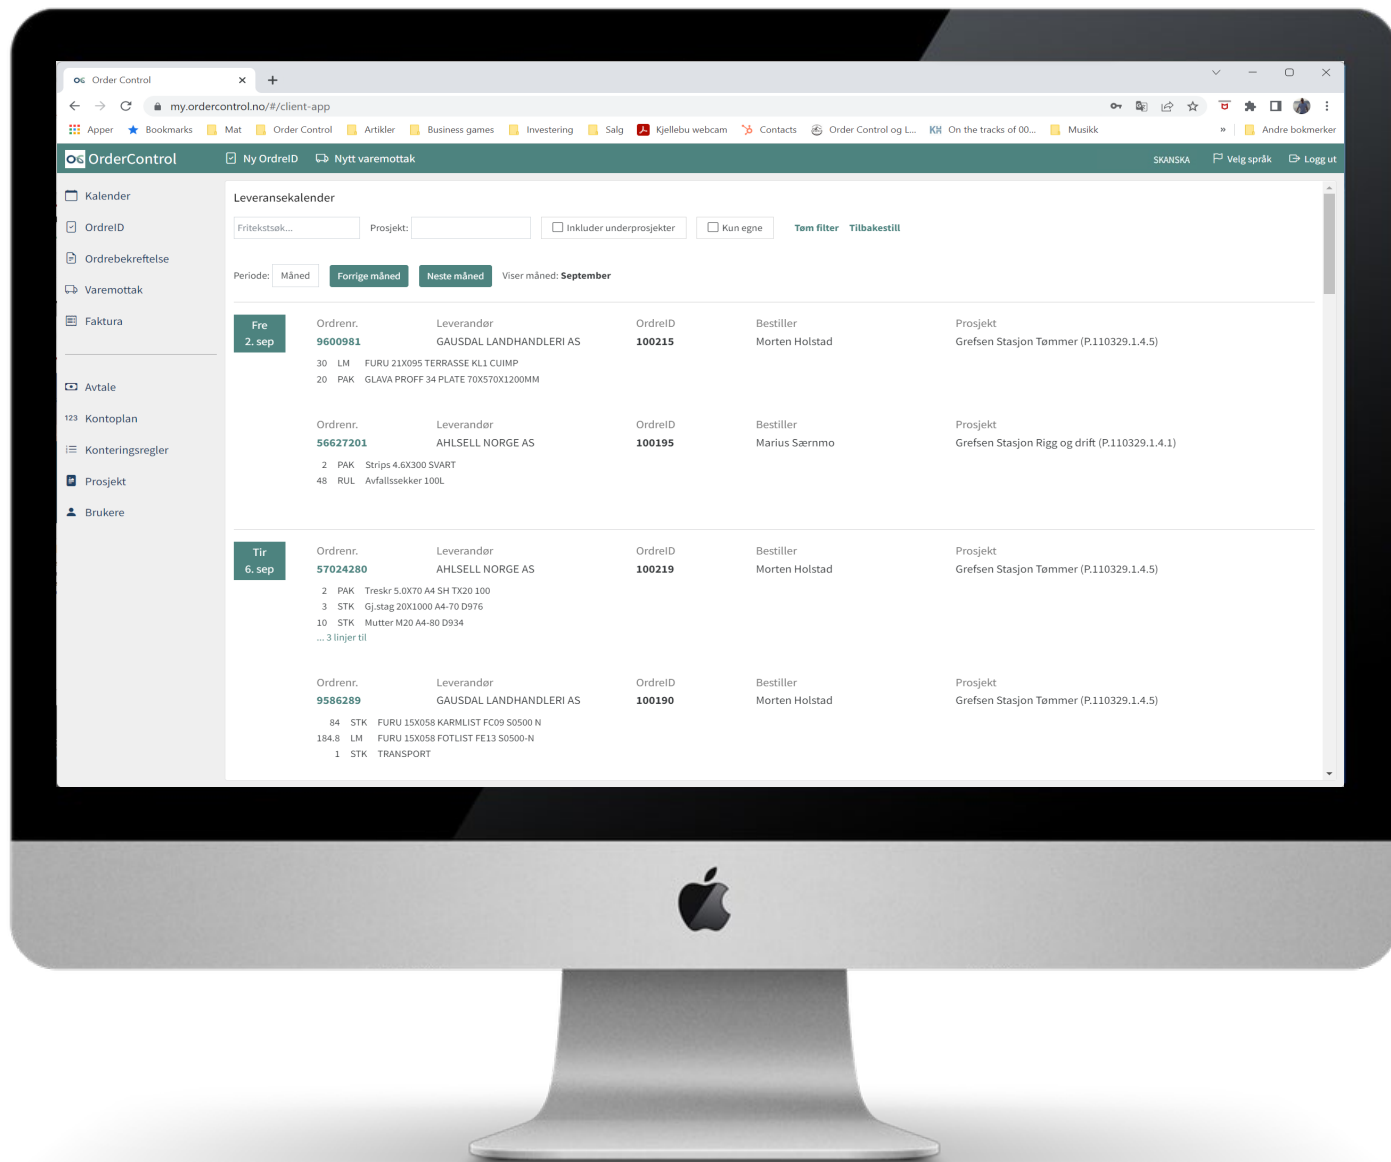 OG Order Control
my.ordercontrol.no/#/client-app
Apper Bookmarks Mat Order Control Artikler Business games Investering Salg Kjellebu webcam Contacts Order Control og L... KH On the tracks of 00... Musikk » Andre bokmerker
OG OrderControl Ny OrdreID Nytt varemottak SKANSKA Velg språk Logg ut
Kalender
OrdreID
Ordrebekreftelse
Varemottak
Faktura
Avtale
123 Kontoplan
Konteringsregler
Prosjekt
Brukere
Leveransekalender
Fritekstsøk... Prosjekt: Inkluder underprosjekter Kun egne Tøm filter Tilbakestill
Periode: Måned Forrige måned Neste måned Viser måned: September
Fre Ordrenr. Leverandør OrdreID Bestiller Prosjekt
2. sep 9600981 GAUSDAL LANDHANDLERI AS 100215 Morten Holstad Grefsen Stasjon Tømmer (P.110329.1.4.5)
30 LM FURU 21X095 TERRASSE KL1 CUIMP
20 PAK GLAVA PROFF 34 PLATE 70X570X1200MM
Ordrenr. Leverandør OrdreID Bestiller Prosjekt
56627201 AHLSELL NORGE AS 100195 Marius Særnmo Grefsen Stasjon Rigg og drift (P.110329.1.4.1)
2 PAK Strips 4.6X300 SVART
48 RUL Avfallssekker 100L
Tir Ordrenr. Leverandør OrdreID Bestiller Prosjekt
6. sep 57024280 AHLSELL NORGE AS 100219 Morten Holstad Grefsen Stasjon Tømmer (P.110329.1.4.5)
2 PAK Treskr 5.0X70 A4 SH TX20 100
3 STK Gj.stag 20X1000 A4-70 D976
10 STK Mutter M20 A4-80 D934
... 3 linjer til
Ordrenr. Leverandør OrdreID Bestiller Prosjekt
9586289 GAUSDAL LANDHANDLERI AS 100190 Morten Holstad Grefsen Stasjon Tømmer (P.110329.1.4.5)
84 STK FURU 15X058 KARMLIST FC09 S0500 N
184.8 LM FURU 15X058 FOTLIST FE13 S0500-N
1 STK TRANSPORT